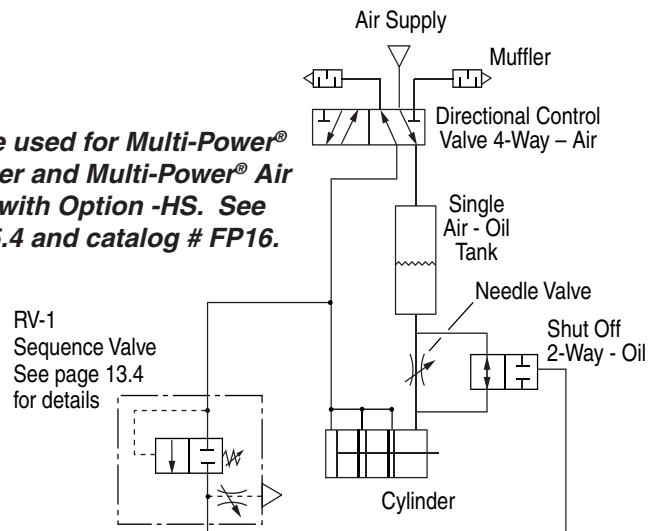 Air Supply
Muffler
Directional Control
Valve 4-Way – Air
used for Multi-Power®
er and Multi-Power® Air
with Option -HS. See
5.4 and catalog # FP16.
Single
Air - Oil
Tank
Needle Valve
RV-1
Sequence Valve
See page 13.4
for details
Shut Off
2-Way - Oil
Cylinder